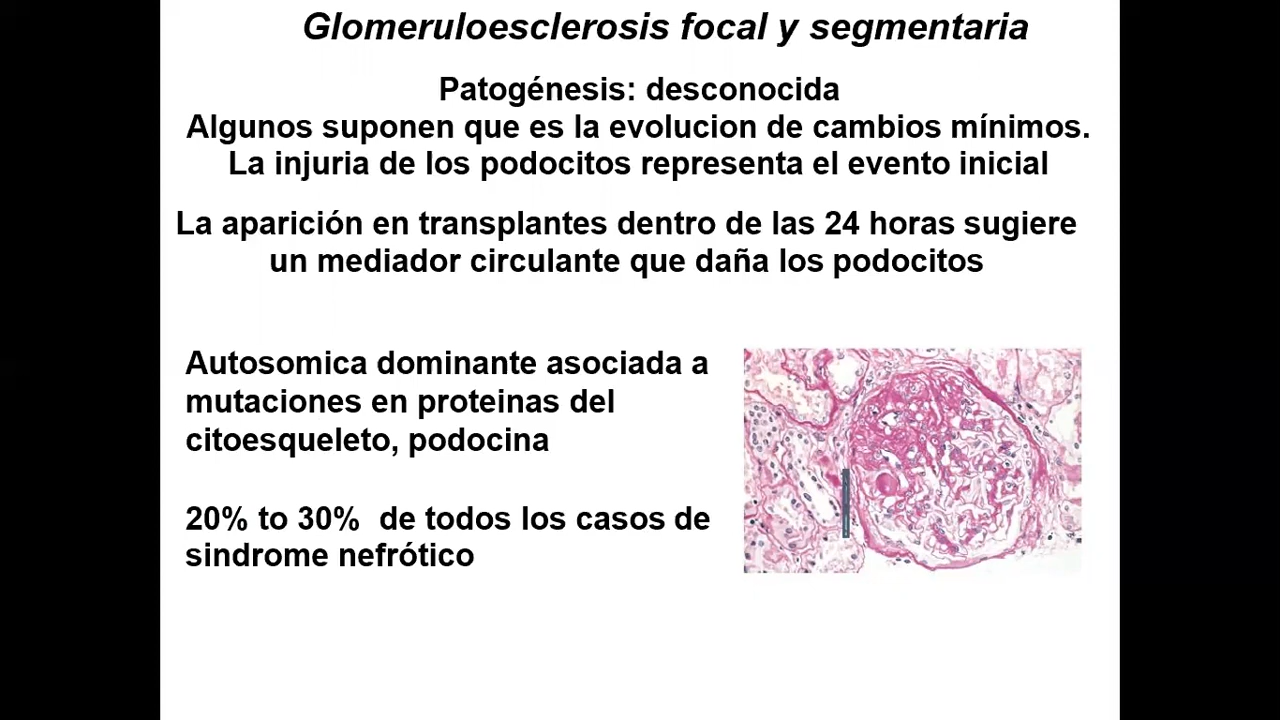 Glomeruloesclerosis focal y segmentaria
Patogénesis: desconocida
Algunos suponen que es la evolucion de cambios mínimos.
La injuria de los podocitos representa el evento inicial
La aparición en transplantes dentro de las 24 horas sugiere
un mediador circulante que daña los podocitos
Autosomica dominante asociada a
mutaciones en proteinas del
citoesqueleto, podocina
20% to 30% de todos los casos de
sindrome nefrótico